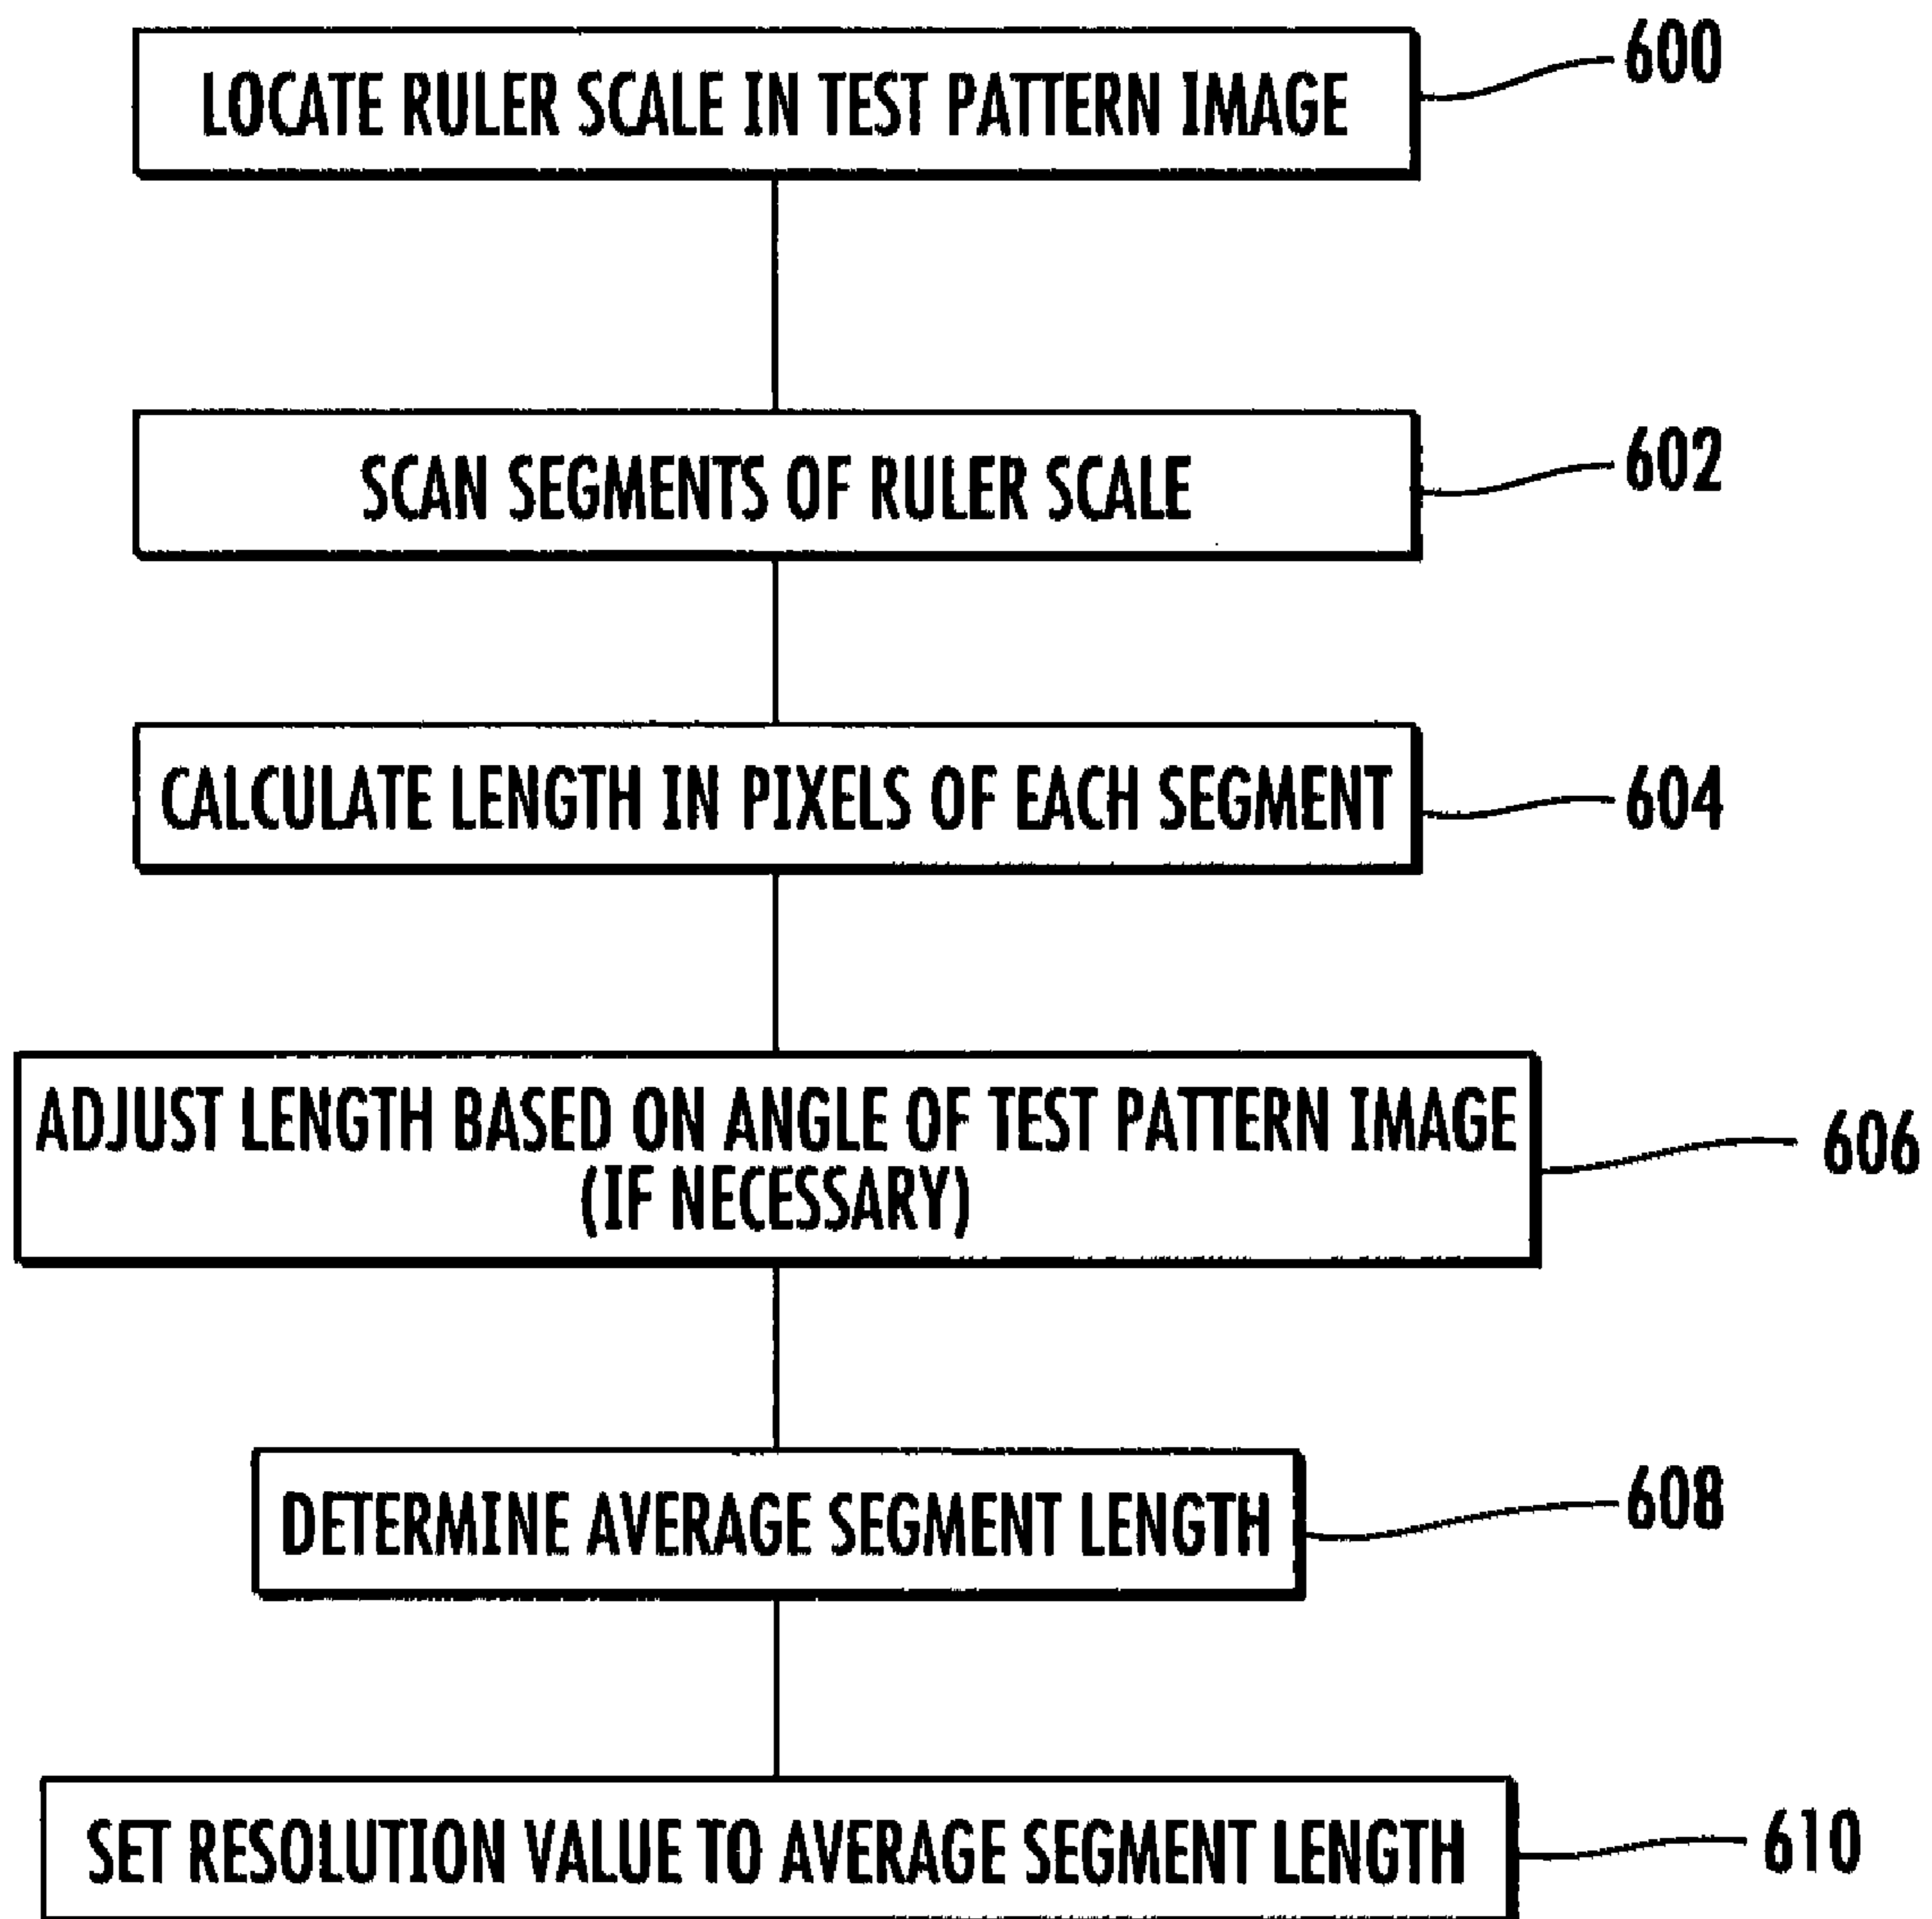 LOCATE RULER SCALE IN TEST PATTERN IMAGE
600
SCAN SEGMENTS OF RULER SCALE
602
CALCULATE LENGTH IN PIXELS OF EACH SEGMENT
604
ADJUST LENGTH BASED ON ANGLE OF TEST PATTERN IMAGE
(IF NECESSARY)
606
DETERMINE AVERAGE SEGMENT LENGTH
608
SET RESOLUTION VALUE TO AVERAGE SEGMENT LENGTH
610